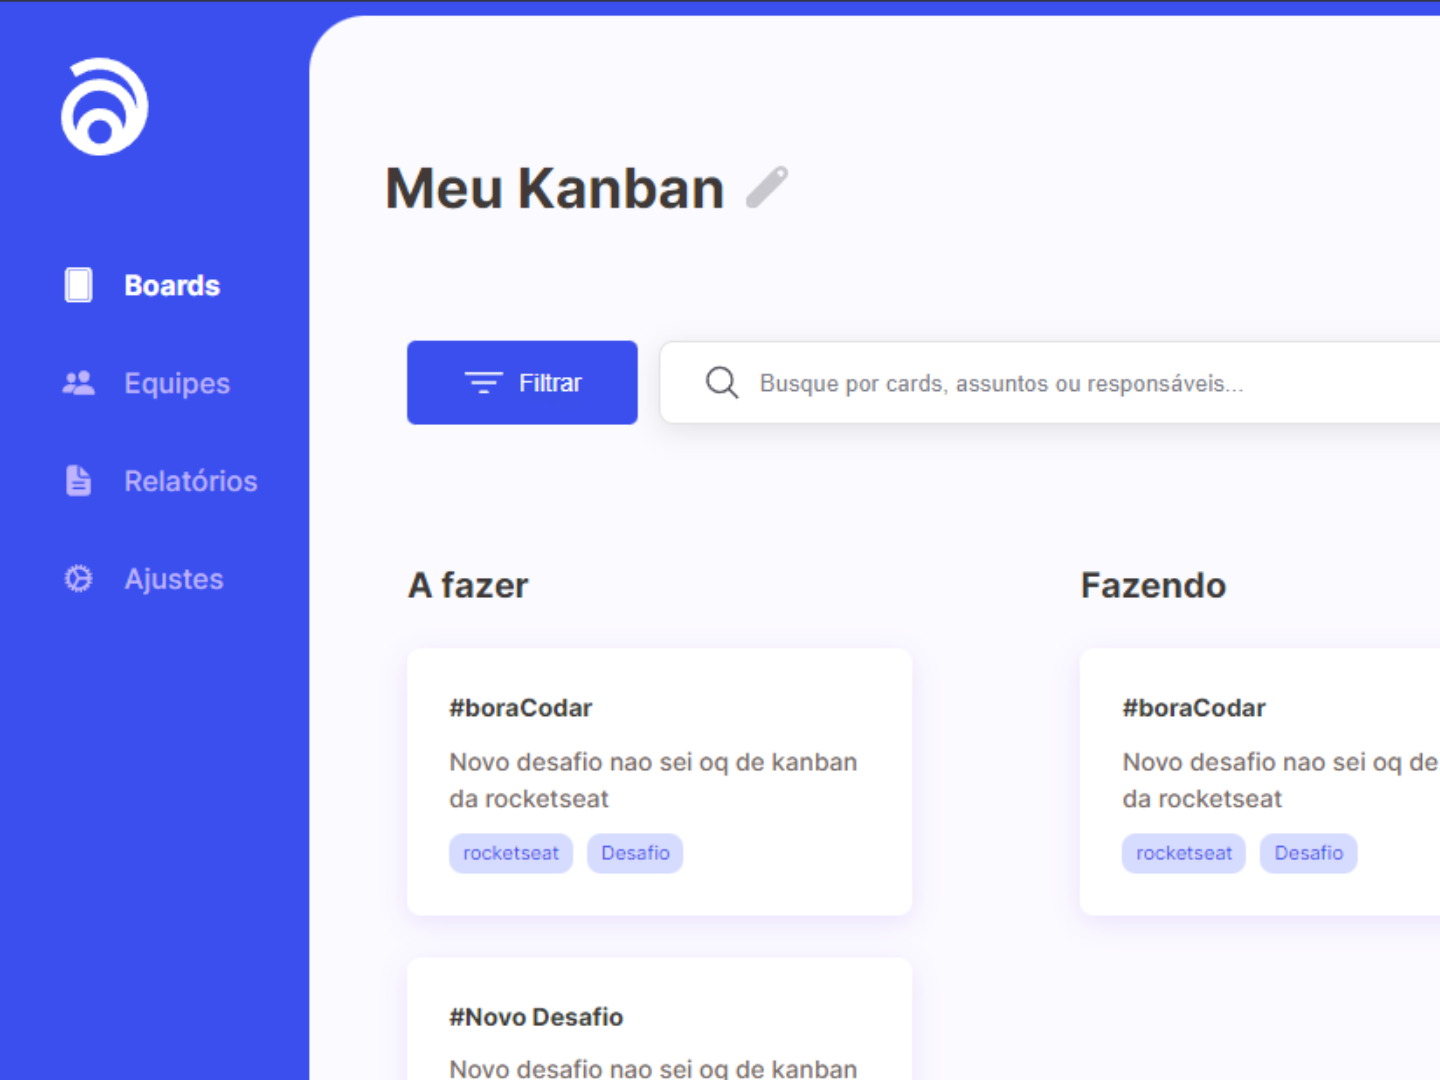 Meu Kanban
Boards
Equipes
Relatórios
Ajustes
Filtrar
Busque por cards, assuntos ou responsáveis...
A fazer
#boraCodar
Novo desafio nao sei oq de kanban
da rocketseat
rocketseat
Desafio
#Novo Desafio
Novo desafio nao sei oq de kanban
Fazendo
#boraCodar
Novo desafio nao sei oq de
da rocketseat
rocketseat
Desafio